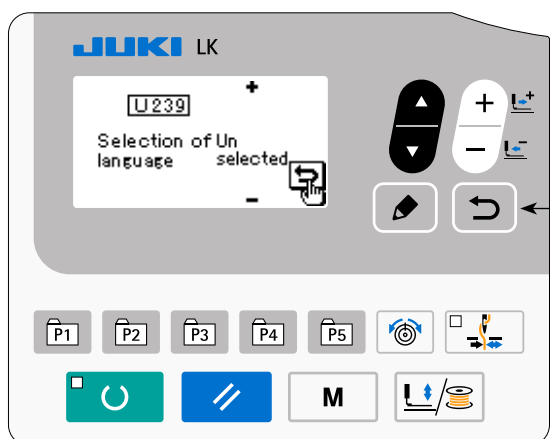 JUKI LK
+
U239
Selection of Un
language selected
−
+
+
−
−
P1 P2 P3 P4 P5
M